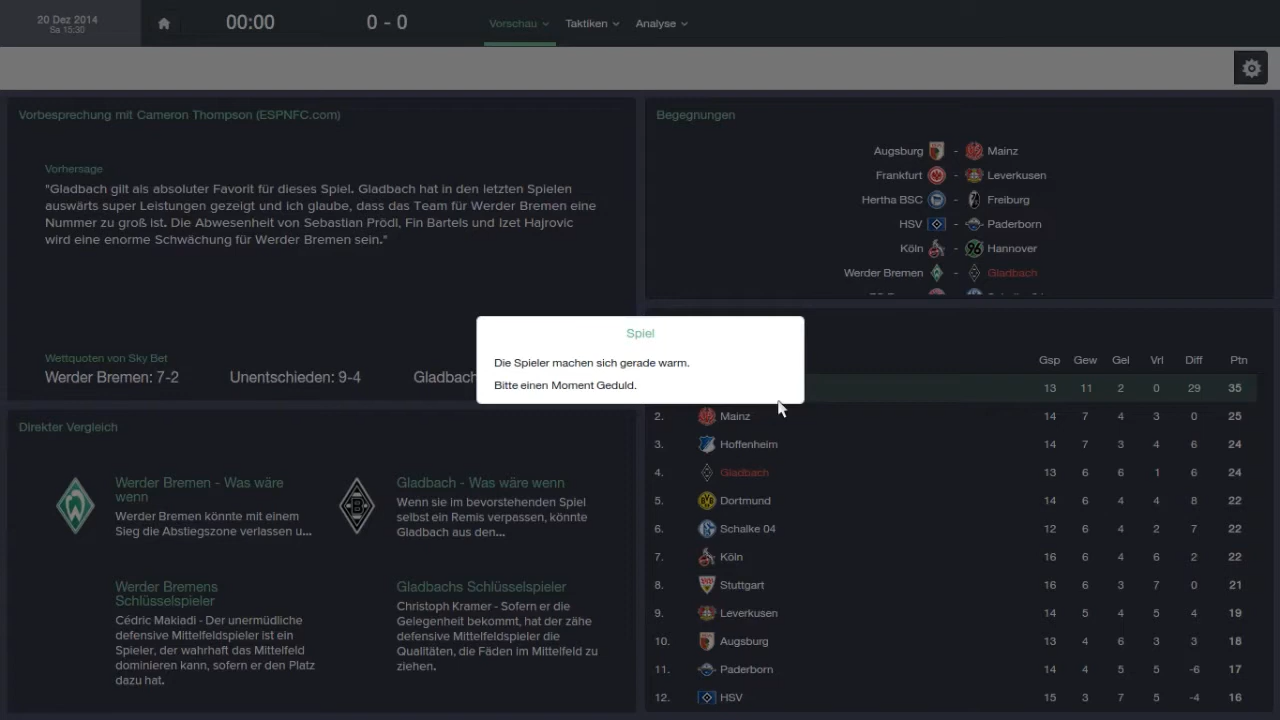 20 Dez 2014
Sa 15:30
00:00
0 - 0
Vorschau
Taktiken
Analyse
Vorbesprechung mit Cameron Thompson (ESPNFC.com)
Vorhersage
"Gladbach gilt als absoluter Favorit für dieses Spiel. Gladbach hat in den letzten Spielen
auswärts super Leistungen gezeigt und ich glaube, dass das Team für Werder Bremen eine
Nummer zu groß ist. Die Abwesenheit von Sebastian Prödl, Fin Bartels und Izet Hajrovic
wird eine enorme Schwächung für Werder Bremen sein."
Wettquoten von Sky Bet
Werder Bremen: 7-2
Unentschieden: 9-4
Gladbach
Begegnungen
Augsburg - Mainz
Frankfurt - Leverkusen
Hertha BSC - Freiburg
HSV - Paderborn
Köln - Hannover
Werder Bremen - Gladbach
Spiel
Die Spieler machen sich gerade warm.
Bitte einen Moment Geduld.
Direkter Vergleich
Werder Bremen - Was wäre
wenn
Werder Bremen könnte mit einem
Sieg die Abstiegszone verlassen u...
Gladbach - Was wäre wenn
Wenn sie im bevorstehenden Spiel
selbst ein Remis verpassen, könnte
Gladbach aus den...
Werder Bremens
Schlüsselspieler
Cédric Makiadi - Der unermüdliche
defensive Mittelfeldspieler ist ein
Spieler, der wahrhaft das Mittelfeld
dominieren kann, sofern er den Platz
dazu hat.
Gladbachs Schlüsselspieler
Christoph Kramer - Sofern er die
Gelegenheit bekommt, hat der zähe
defensive Mittelfeldspieler die
Qualitäten, die Fäden im Mittelfeld zu
ziehen.
Gsp Gew Gel Vrl Diff Ptn
13 11 2 0 29 35
2. Mainz 14 7 4 3 0 25
3. Hoffenheim 14 7 3 4 6 24
4. Gladbach 13 6 6 1 6 24
5. Dortmund 14 6 4 4 8 22
6. Schalke 04 12 6 4 2 7 22
7. Köln 16 6 4 6 2 22
8. Stuttgart 16 6 3 7 0 21
9. Leverkusen 14 5 4 5 4 19
10. Augsburg 13 4 6 3 3 18
11. Paderborn 14 4 5 5 -6 17
12. HSV 15 3 7 5 -4 16